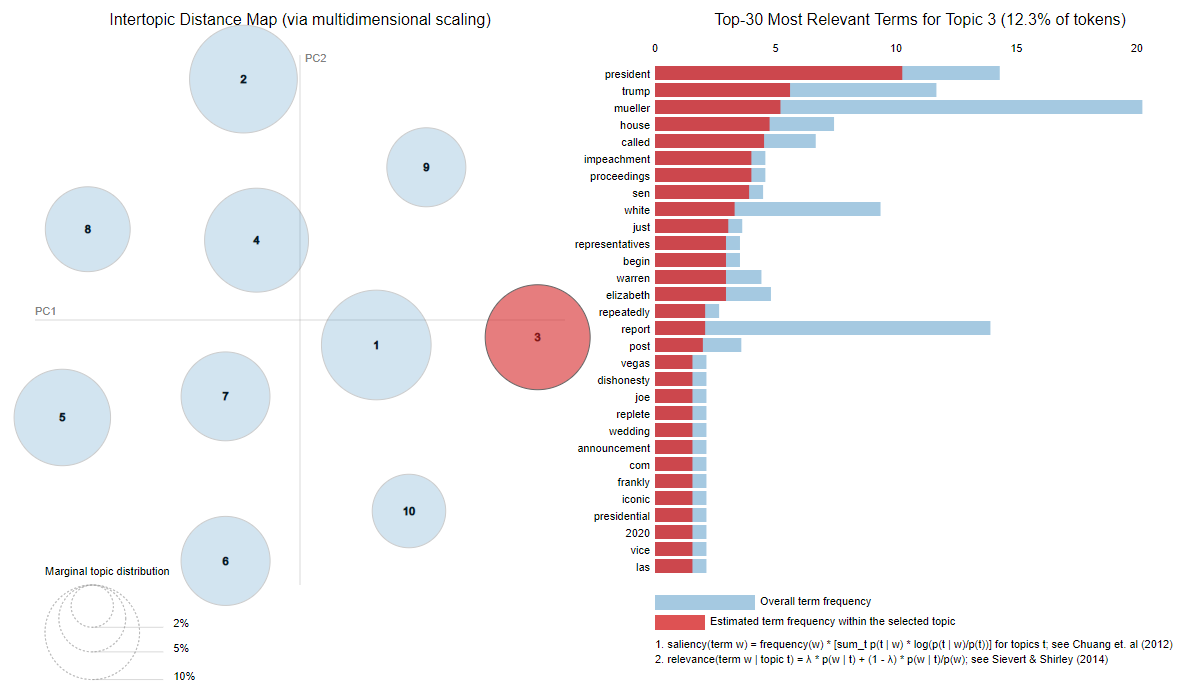 Intertopic Distance Map (via multidimensional scaling)
PC2
PC1
2
9
8
4
1
3
7
5
10
6
Marginal topic distribution
2%
5%
10%
Top-30 Most Relevant Terms for Topic 3 (12.3% of tokens)
0 5 10 15 20
president
trump
mueller
house
called
impeachment
proceedings
sen
white
just
representatives
begin
warren
elizabeth
repeatedly
report
post
vegas
dishonesty
joe
replete
wedding
announcement
com
frankly
iconic
presidential
2020
vice
las
Overall term frequency
Estimated term frequency within the selected topic
1. saliency(term w) = frequency(w) * [sum_t p(t | w) * log(p(t | w)/p(t))] for topics t; see Chuang et. al (2012)
2. relevance(term w | topic t) = λ * p(w | t) + (1 - λ) * p(w | t)/p(w); see Sievert & Shirley (2014)